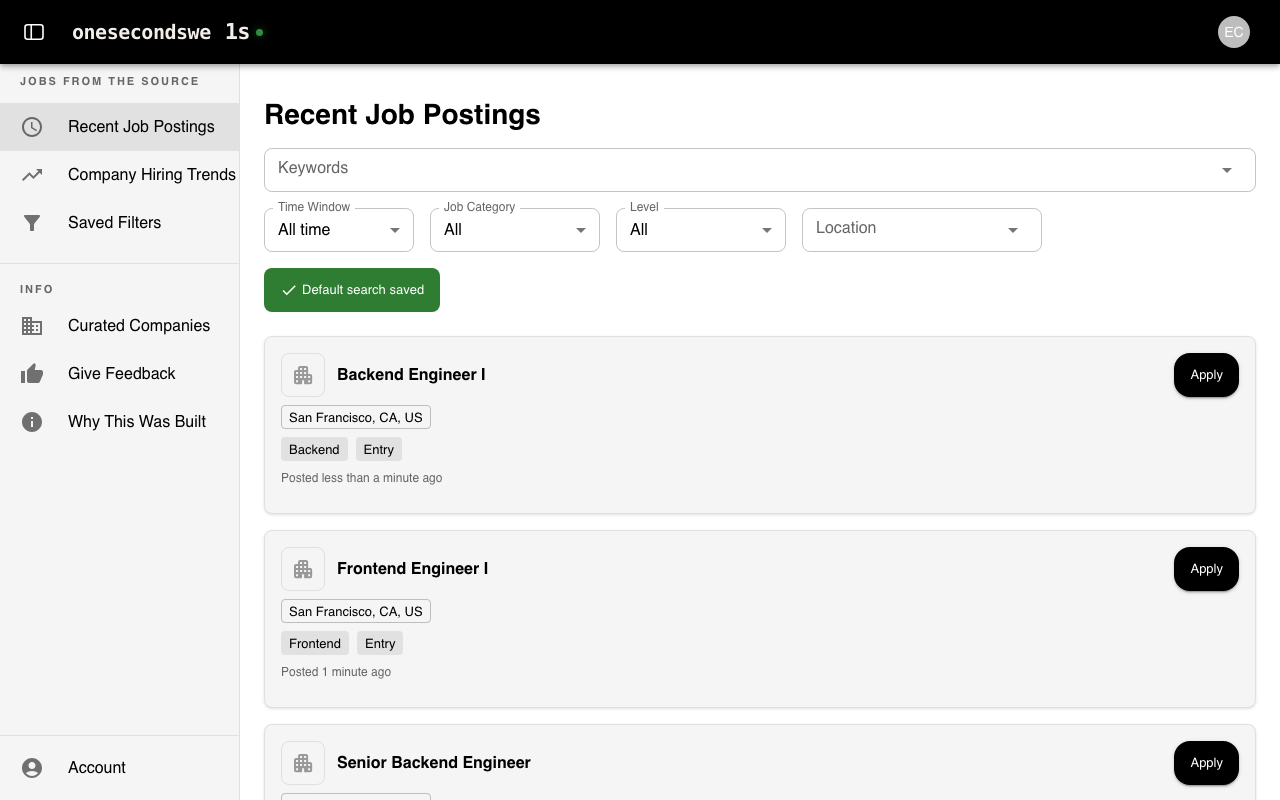 onesecondswe 1s
EC
JOBS FROM THE SOURCE
Recent Job Postings
Company Hiring Trends
Saved Filters
INFO
Curated Companies
Give Feedback
Why This Was Built
Account
Recent Job Postings
Keywords
Time Window Job Category Level
All time All All Location
Default search saved
Backend Engineer I Apply
San Francisco, CA, US
Backend Entry
Posted less than a minute ago
Frontend Engineer I Apply
San Francisco, CA, US
Frontend Entry
Posted 1 minute ago
Senior Backend Engineer Apply